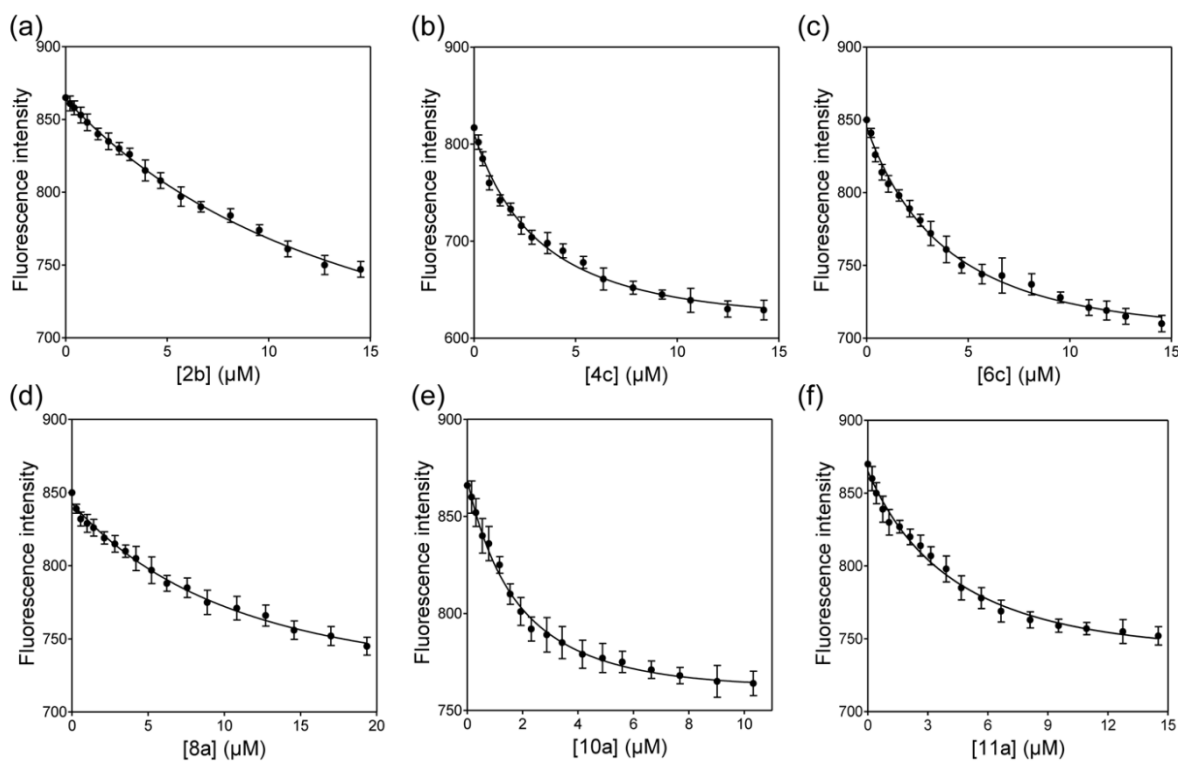 (a)
900
850
800
750
700
Fluorescence intensity
0 5 10 15
[2b] (µM)
(b)
900
800
700
600
Fluorescence intensity
0 5 10 15
[4c] (µM)
(c)
900
850
800
750
700
Fluorescence intensity
0 5 10 15
[6c] (µM)
(d)
900
850
800
750
700
Fluorescence intensity
0 5 10 15 20
[8a] (µM)
(e)
900
850
800
750
Fluorescence intensity
0 2 4 6 8 10
[10a] (µM)
(f)
900
850
800
750
700
Fluorescence intensity
0 3 6 9 12 15
[11a] (µM)